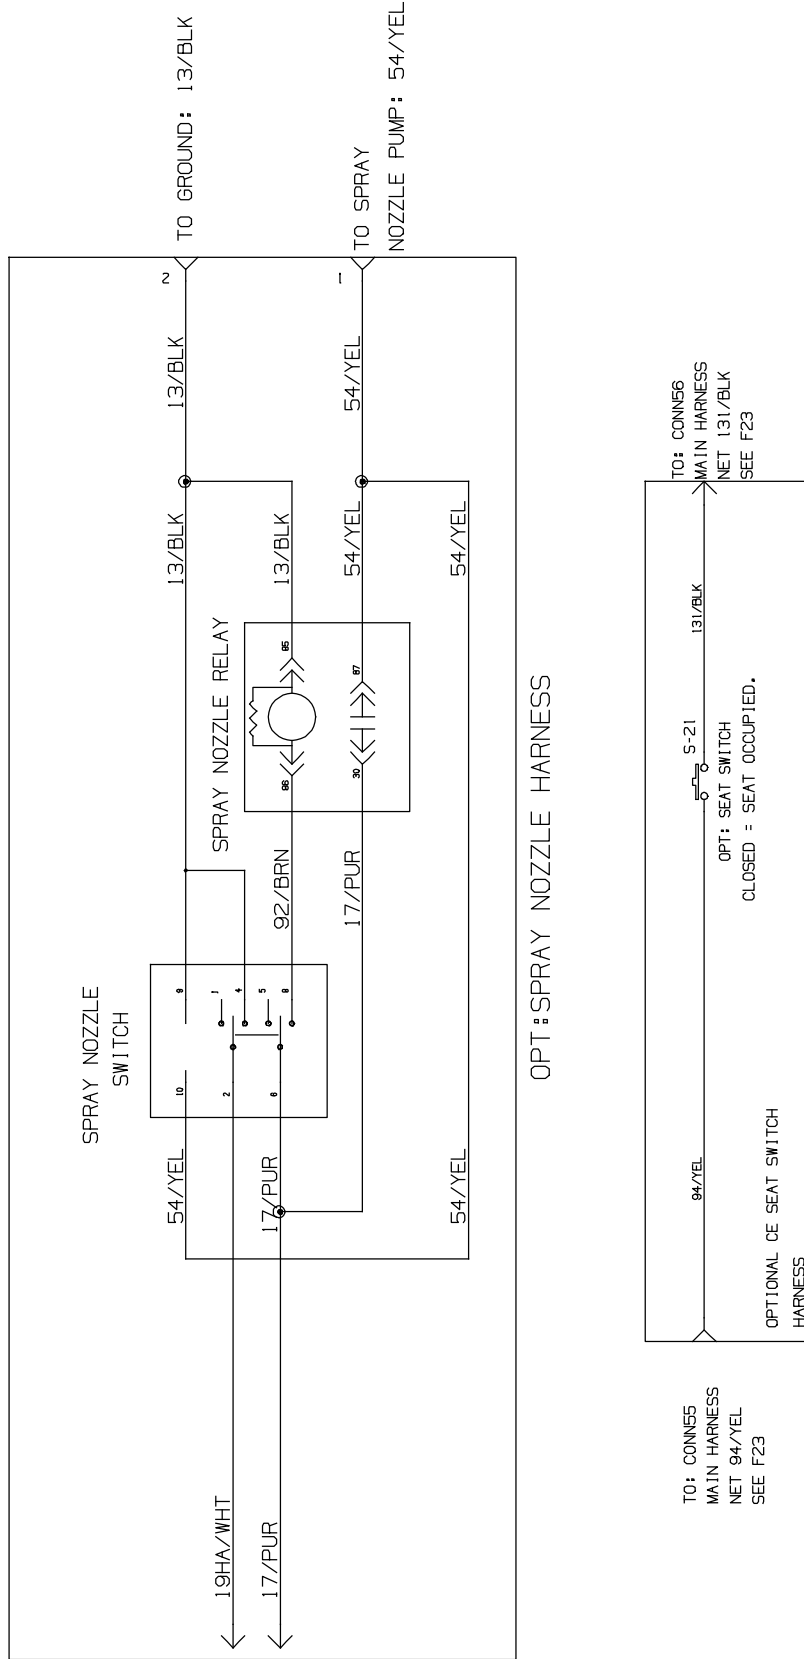 TO GROUND: 13/BLK
TO SPRAY
NOZZLE PUMP: 54/YEL
2
1
13/BLK
54/YEL
13/BLK
13/BLK
54/YEL
54/YEL
SPRAY NOZZLE RELAY
85
87
86
30
92/BRN
17/PUR
SPRAY NOZZLE
SWITCH
9
1
4
5
8
10
2
6
54/YEL
17/PUR
54/YEL
19HA/WHT
17/PUR
OPT:SPRAY NOZZLE HARNESS
TO: CONN56
MAIN HARNESS
NET 131/BLK
SEE F23
131/BLK
S-21
OPT: SEAT SWITCH
CLOSED = SEAT OCCUPIED.
94/YEL
OPTIONAL CE SEAT SWITCH
HARNESS
TO: CONN55
MAIN HARNESS
NET 94/YEL
SEE F23